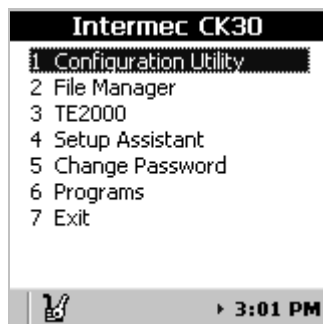 Intermec CK30
1 Configuration Utility
2 File Manager
3 TE2000
4 Setup Assistant
5 Change Password
6 Programs
7 Exit
3:01 PM